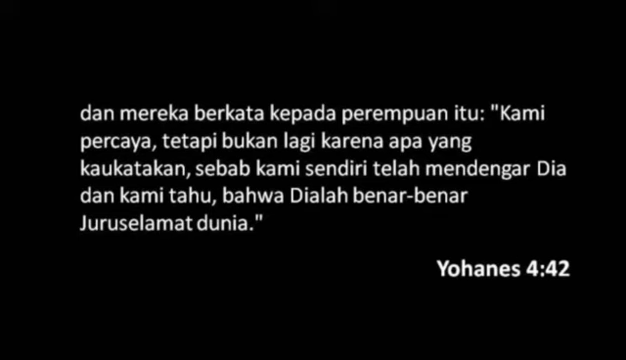 dan mereka berkata kepada perempuan itu: "Kami
percaya, tetapi bukan lagi karena apa yang
kaukatakan, sebab kami sendiri telah mendengar Dia
dan kami tahu, bahwa Dialah benar-benar
Juruselamat dunia."
Yohanes 4:42